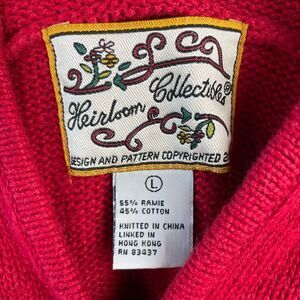 Heirloom Collectibles®
DESIGN AND PATTERN COPYRIGHTED
L
55% RAMIE
45% COTTON
KNITTED IN CHINA
LINKED IN
HONG KONG
RN 83437